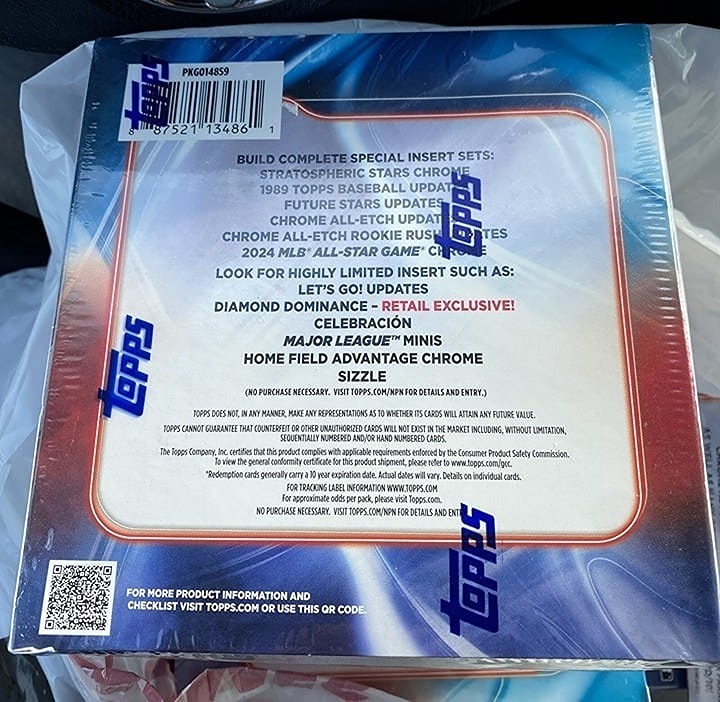 PKG014859
Topps
8 87521 13486 1
BUILD COMPLETE SPECIAL INSERT SETS:
STRATOSPHERIC STARS CHROME
1989 TOPPS BASEBALL UPDAT
FUTURE STARS UPDATES
CHROME ALL-ETCH UPDAT
Topps
CHROME ALL-ETCH ROOKIE RUSH UPDATES
2024 MLB® ALL-STAR GAME® CHROME
LOOK FOR HIGHLY LIMITED INSERT SUCH AS:
LET'S GO! UPDATES
DIAMOND DOMINANCE – RETAIL EXCLUSIVE!
CELEBRACIÓN
MAJOR LEAGUE™ MINIS
HOME FIELD ADVANTAGE CHROME
Topps
SIZZLE
(NO PURCHASE NECESSARY. VISIT TOPPS.COM/NPN FOR DETAILS AND ENTRY.)
TOPPS DOES NOT, IN ANY MANNER, MAKE ANY REPRESENTATIONS AS TO WHETHER ITS CARDS WILL ATTAIN ANY FUTURE VALUE.
TOPPS CANNOT GUARANTEE THAT COUNTERFEIT OR OTHER UNAUTHORIZED CARDS WILL NOT EXIST IN THE MARKET INCLUDING, WITHOUT LIMITATION,
SEQUENTIALLY NUMBERED AND/OR HAND NUMBERED CARDS.
The Topps Company, Inc. certifies that this product complies with applicable requirements enforced by the Consumer Product Safety Commission.
To view the general conformity certificate for this product shipment, please refer to www.topps.com/gcc.
*Redemption cards generally carry a 10 year expiration date. Actual dates will vary. Details on individual cards.
FOR TRACKING LABEL INFORMATION WWW.TOPPS.COM
For approximate odds per pack, please visit Topps.com.
NO PURCHASE NECESSARY. VISIT TOPPS.COM/NPN FOR DETAILS AND ENT
Topps
FOR MORE PRODUCT INFORMATION AND
CHECKLIST VISIT TOPPS.COM OR USE THIS QR CODE.